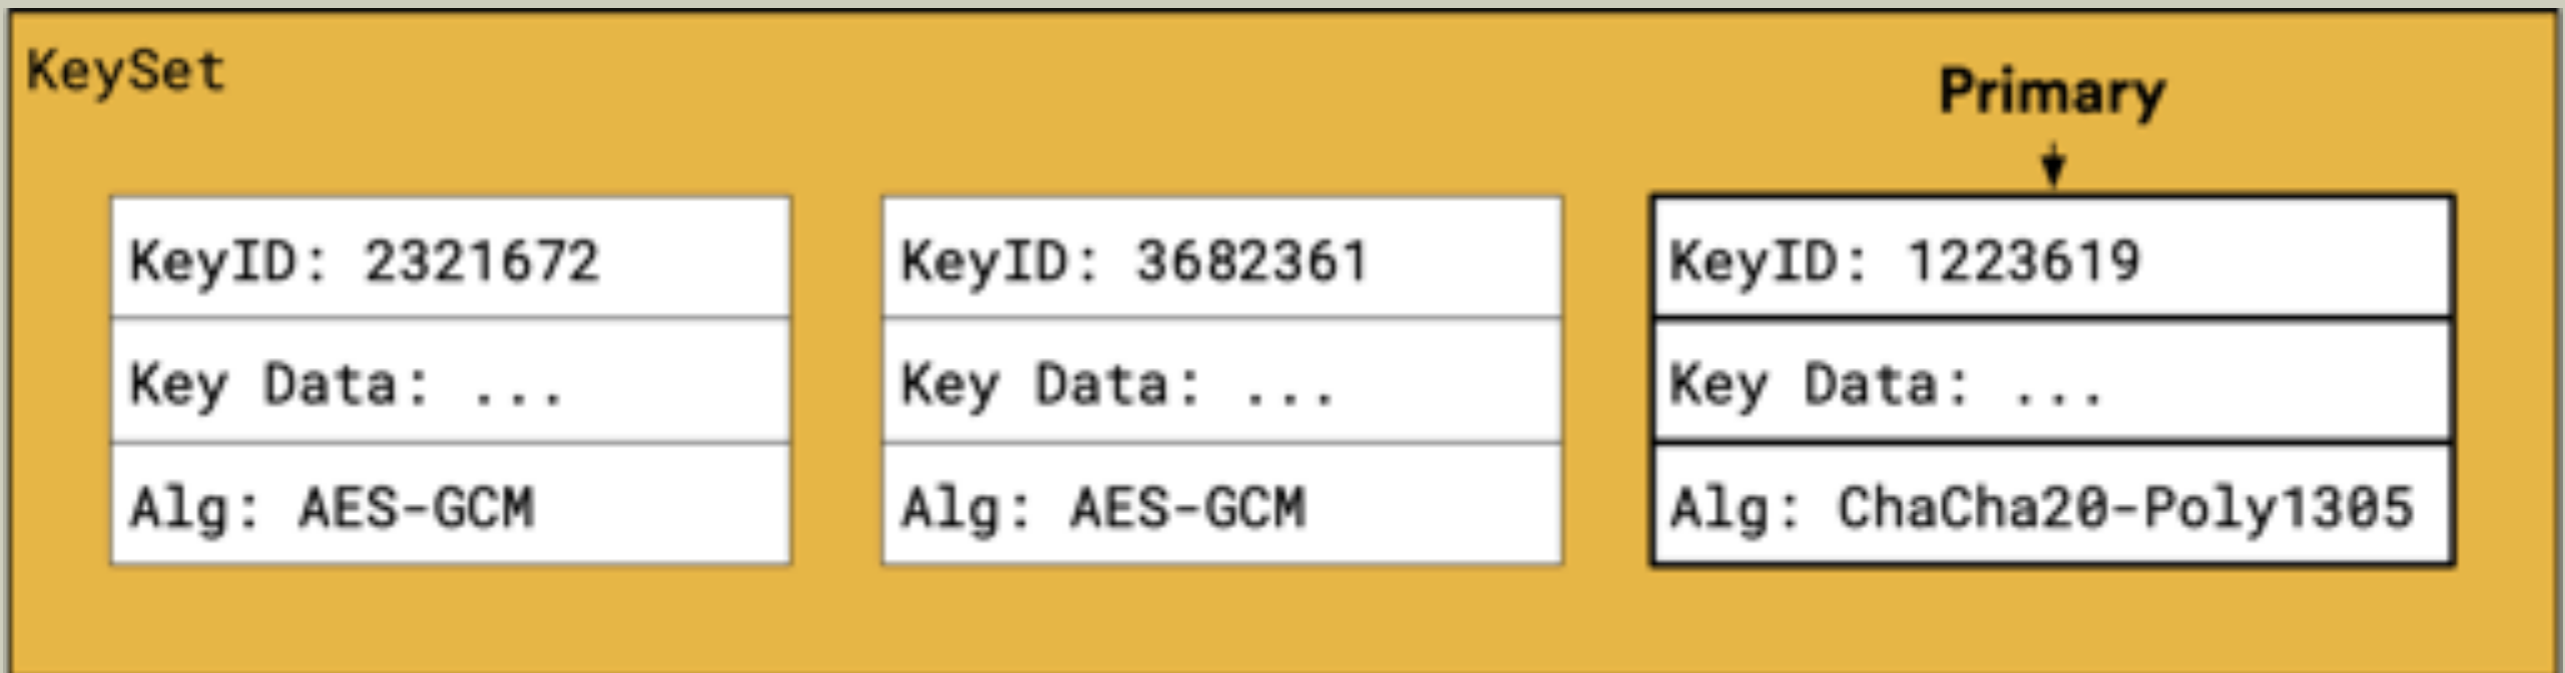 KeySet
Primary
KeyID: 2321672
Key Data: ...
Alg: AES-GCM
KeyID: 3682361
Key Data: ...
Alg: AES-GCM
KeyID: 1223619
Key Data: ...
Alg: ChaCha20-Poly1305